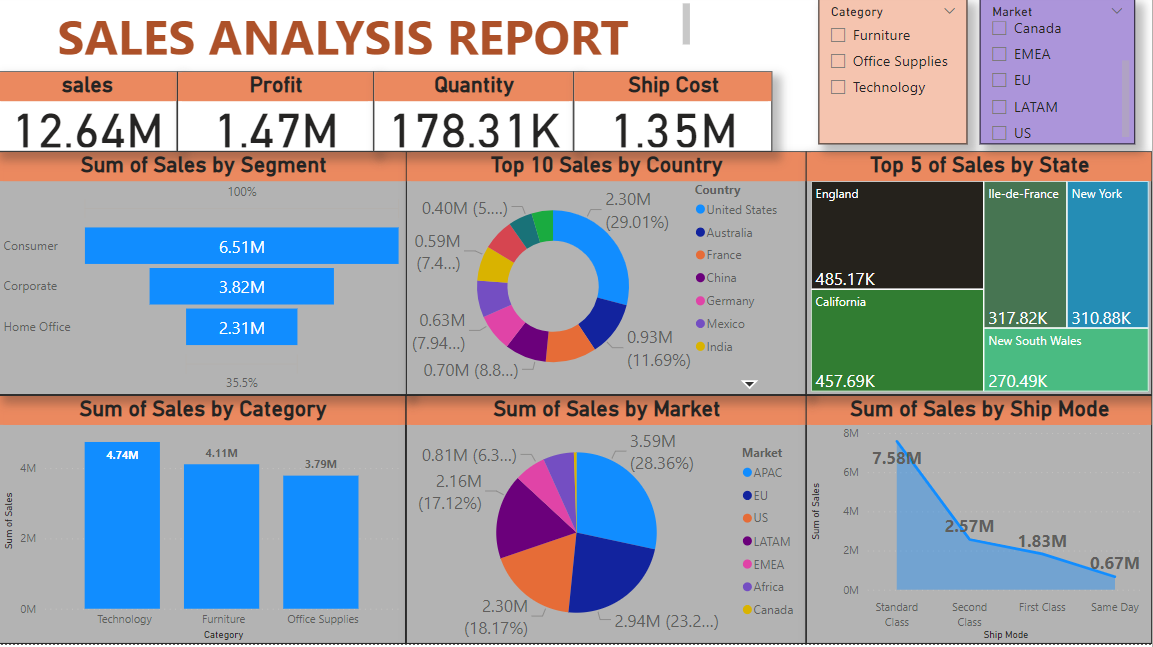 SALES ANALYSIS REPORT
Category
Furniture
Office Supplies
Technology
Market
Canada
EMEA
EU
LATAM
US
sales
Profit
Quantity
Ship Cost
12.64M
1.47M
178.31K
1.35M
Sum of Sales by Segment
100%
Consumer
6.51M
Corporate
3.82M
Home Office
2.31M
35.5%
Top 10 Sales by Country
2.30M
(29.01%)
0.93M
(11.69%)
0.70M (8.8...)
0.63M
(7.94...)
0.59M
(7.4...)
0.40M (5....)
Country
United States
Australia
France
China
Germany
Mexico
India
Top 5 of Sales by State
England
485.17K
California
457.69K
Ile-de-France
317.82K
New York
310.88K
New South Wales
270.49K
Sum of Sales by Category
Sum of Sales
4M
2M
0M
4.74M
4.11M
3.79M
Technology
Furniture
Office Supplies
Category
Sum of Sales by Market
3.59M
(28.36%)
2.94M (23.2...)
2.30M
(18.17%)
2.16M
(17.12%)
0.81M (6.3...)
Market
APAC
EU
US
LATAM
EMEA
Africa
Canada
Sum of Sales by Ship Mode
Sum of Sales
8M
6M
4M
2M
0M
7.58M
2.57M
1.83M
0.67M
Standard
Class
Second
Class
First Class
Same Day
Ship Mode